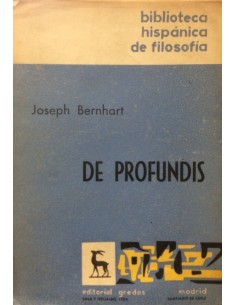 biblioteca
hispánica
de filosofía
Joseph Bernhart
DE PROFUNDIS
editorial gredos madrid